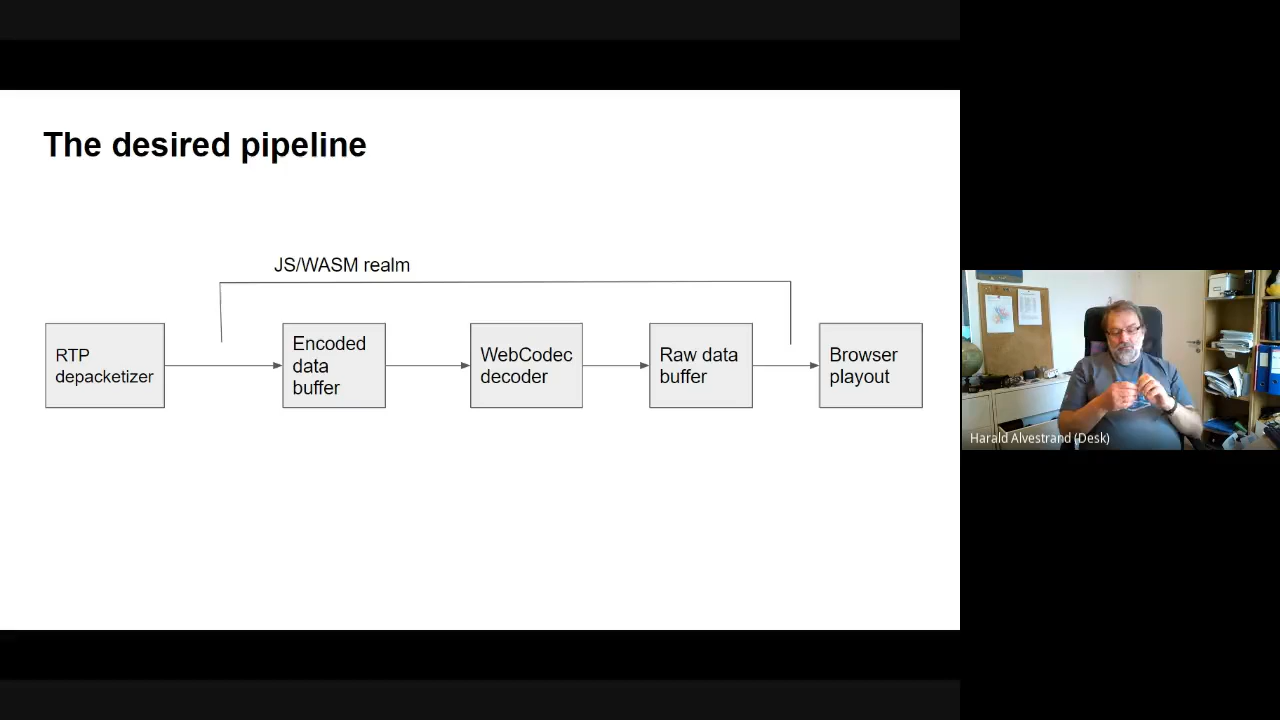 The desired pipeline
JS/WASM realm
RTP
depacketizer
Encoded
data
buffer
WebCodec
decoder
Raw data
buffer
Browser
playout
Harald Alvestrand (Desk)